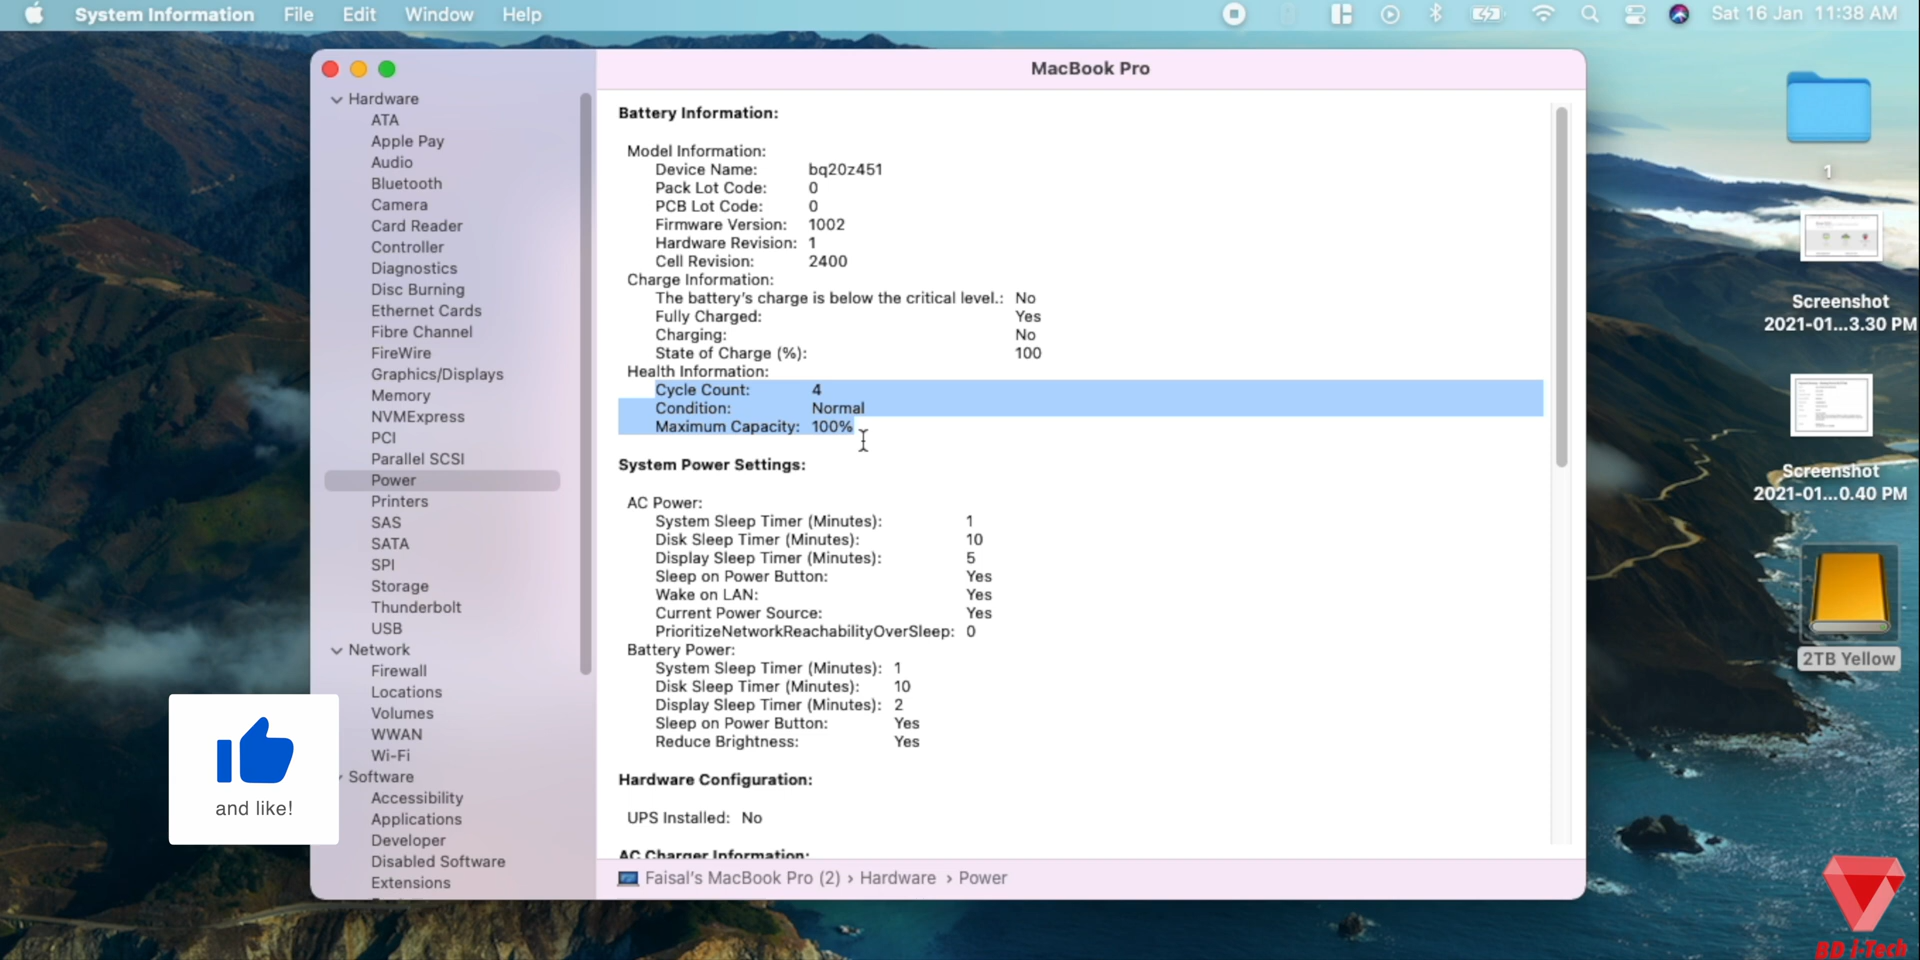 System Information File Edit Window Help
Sat 16 Jan 11:38 AM
MacBook Pro
Hardware
ATA
Apple Pay
Audio
Bluetooth
Camera
Card Reader
Controller
Diagnostics
Disc Burning
Ethernet Cards
Fibre Channel
FireWire
Graphics/Displays
Memory
NVMExpress
PCI
Parallel SCSI
Power
Printers
SAS
SATA
SPI
Storage
Thunderbolt
USB
Network
Firewall
Locations
Volumes
WWAN
Wi-Fi
Software
Accessibility
Applications
Developer
Disabled Software
Extensions
Battery Information:
Model Information:
Device Name: bq20z451
Pack Lot Code: 0
PCB Lot Code: 0
Firmware Version: 1002
Hardware Revision: 1
Cell Revision: 2400
Charge Information:
The battery's charge is below the critical level.: No
Fully Charged: Yes
Charging: No
State of Charge (%): 100
Health Information:
Cycle Count: 4
Condition: Normal
Maximum Capacity: 100%
System Power Settings:
AC Power:
System Sleep Timer (Minutes): 1
Disk Sleep Timer (Minutes): 10
Display Sleep Timer (Minutes): 5
Sleep on Power Button: Yes
Wake on LAN: Yes
Current Power Source: Yes
PrioritizeNetworkReachabilityOverSleep: 0
Battery Power:
System Sleep Timer (Minutes): 1
Disk Sleep Timer (Minutes): 10
Display Sleep Timer (Minutes): 2
Sleep on Power Button: Yes
Reduce Brightness: Yes
Hardware Configuration:
UPS Installed: No
AC Charger Information:
Faisal's MacBook Pro (2) › Hardware › Power
and like!
1
Screenshot
2021-01...3.30 PM
Screenshot
2021-01...0.40 PM
2TB Yellow
BD i-Tech